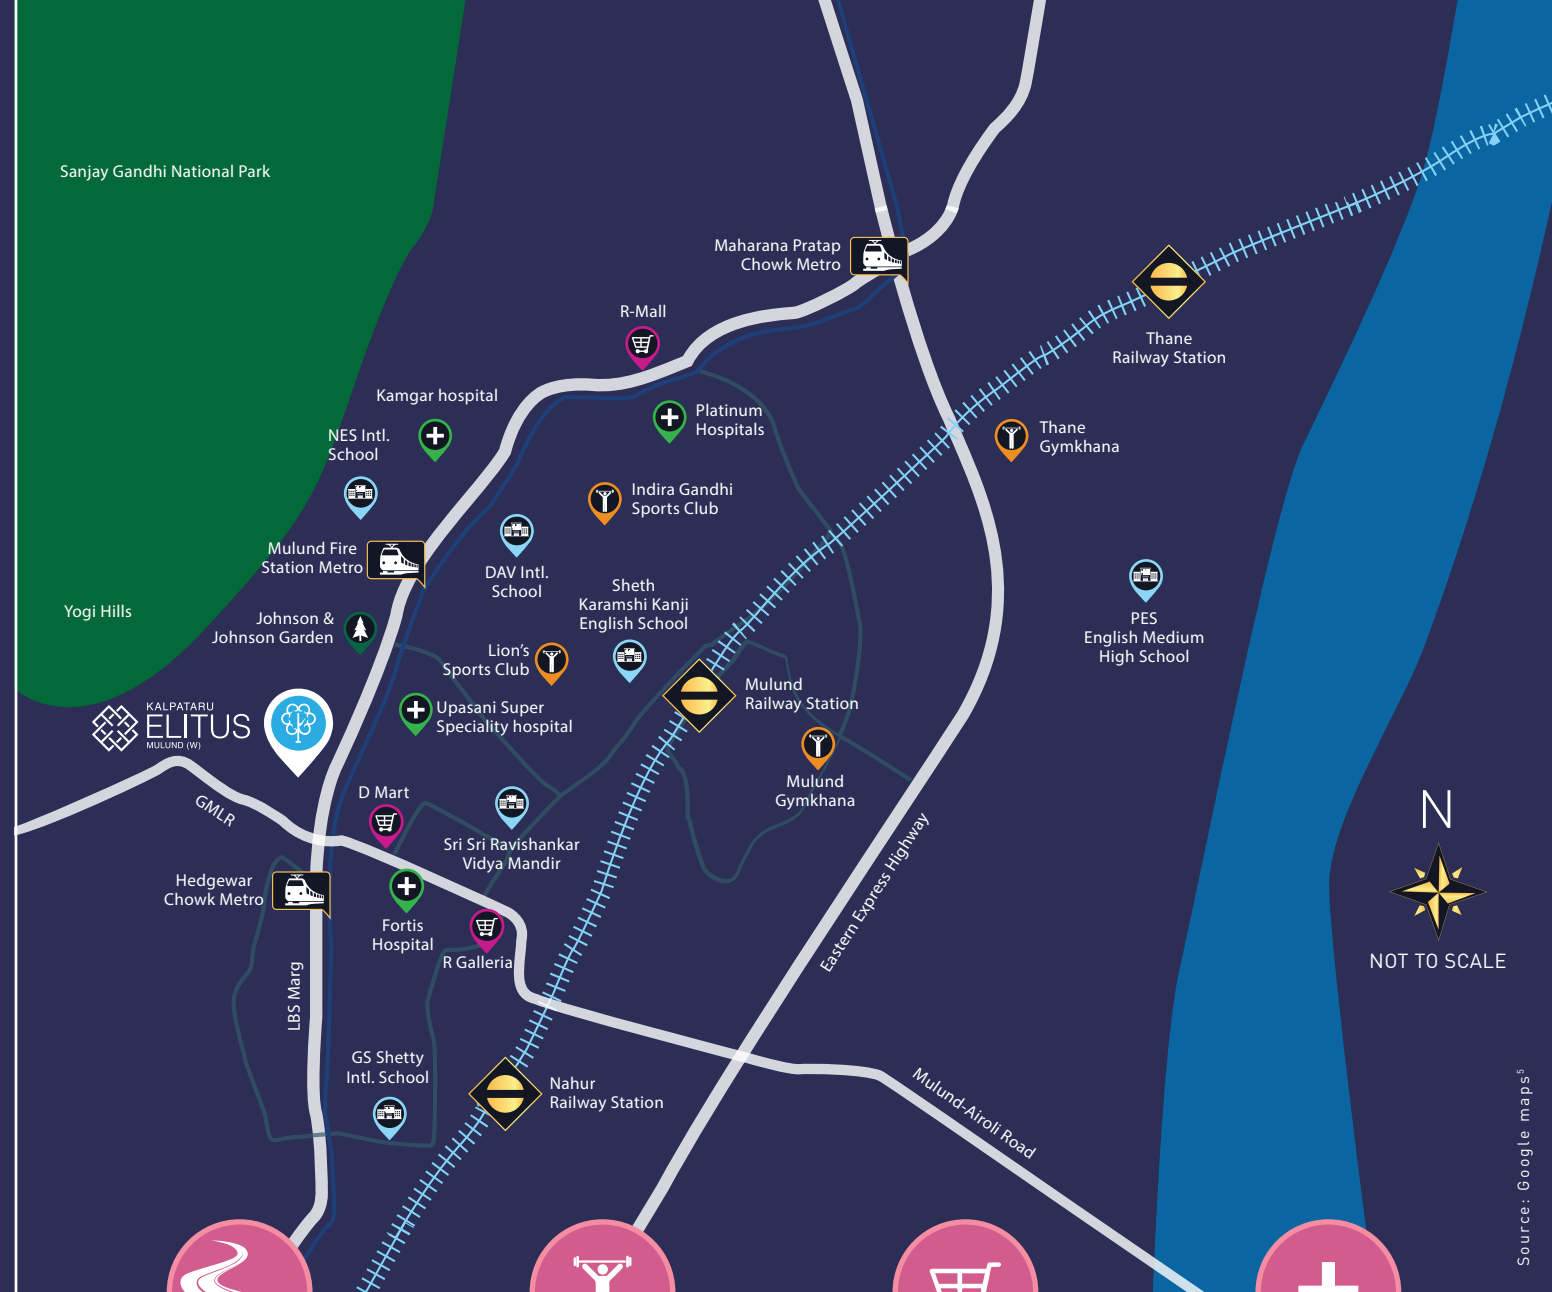 Sanjay Gandhi National Park
Maharana Pratap
Chowk Metro
R-Mall
Thane
Railway Station
Kamgar hospital
NES Intl.
School
Platinum
Hospitals
Thane
Gymkhana
Indira Gandhi
Sports Club
Mulund Fire
Station Metro
DAV Intl.
School
Sheth
Karamshi Kanji
English School
PES
English Medium
High School
Yogi Hills
Johnson &
Johnson Garden
Lion's
Sports Club
Mulund
Railway Station
KALPATARU
ELITUS
MULUND (W)
Upasani Super
Speciality hospital
Mulund
Gymkhana
GMLR
D Mart
Sri Sri Ravishankar
Vidya Mandir
Eastern Express Highway
N
NOT TO SCALE
Hedgewar
Chowk Metro
Fortis
Hospital
R Galleria
LBS Marg
GS Shetty
Intl. School
Nahur
Railway Station
Mulund-Airoli Road
Source: Google maps⁵